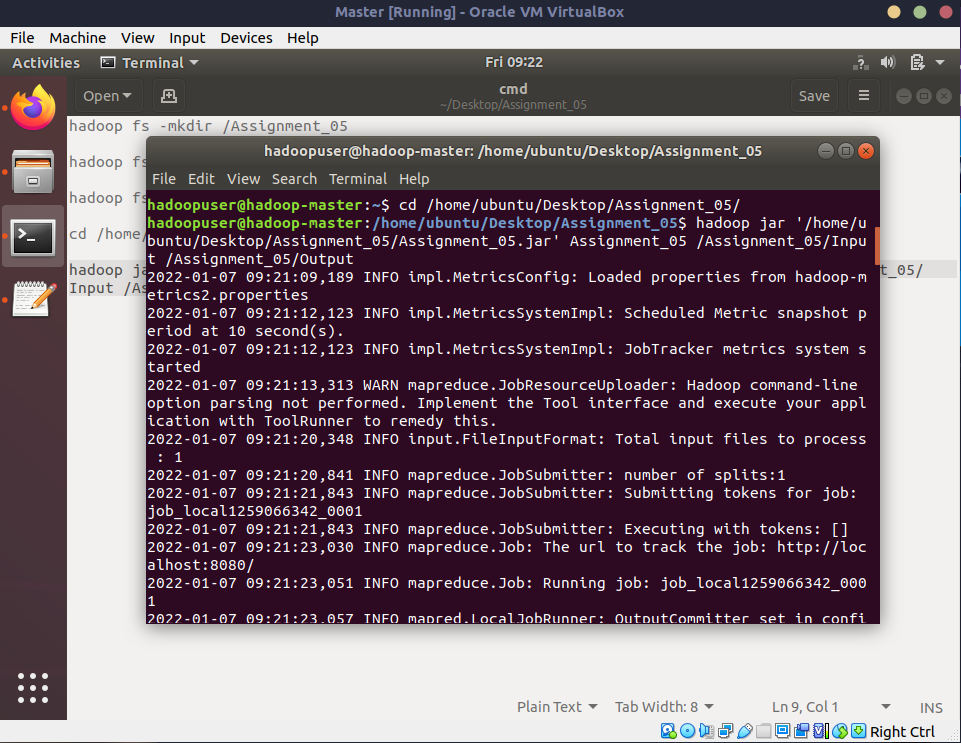 Master [Running] - Oracle VM VirtualBox
File Machine View Input Devices Help
Activities Terminal Fri 09:22
Open cmd Save
~/Desktop/Assignment_05
hadoop fs -mkdir /Assignment_05
hadoop fs
hadoop fs
cd /home/
hadoop ja t_05/
Input /As
hadoopuser@hadoop-master: /home/ubuntu/Desktop/Assignment_05
File Edit View Search Terminal Help
hadoopuser@hadoop-master:~$ cd /home/ubuntu/Desktop/Assignment_05/
hadoopuser@hadoop-master:/home/ubuntu/Desktop/Assignment_05$ hadoop jar '/home/u
buntu/Desktop/Assignment_05/Assignment_05.jar' Assignment_05 /Assignment_05/Inpu
t /Assignment_05/Output
2022-01-07 09:21:09,189 INFO impl.MetricsConfig: Loaded properties from hadoop-m
etrics2.properties
2022-01-07 09:21:12,123 INFO impl.MetricsSystemImpl: Scheduled Metric snapshot p
eriod at 10 second(s).
2022-01-07 09:21:12,123 INFO impl.MetricsSystemImpl: JobTracker metrics system s
tarted
2022-01-07 09:21:13,313 WARN mapreduce.JobResourceUploader: Hadoop command-line
option parsing not performed. Implement the Tool interface and execute your appl
ication with ToolRunner to remedy this.
2022-01-07 09:21:20,348 INFO input.FileInputFormat: Total input files to process
: 1
2022-01-07 09:21:20,841 INFO mapreduce.JobSubmitter: number of splits:1
2022-01-07 09:21:21,843 INFO mapreduce.JobSubmitter: Submitting tokens for job:
job_local1259066342_0001
2022-01-07 09:21:21,843 INFO mapreduce.JobSubmitter: Executing with tokens: []
2022-01-07 09:21:23,030 INFO mapreduce.Job: The url to track the job: http://loc
alhost:8080/
2022-01-07 09:21:23,051 INFO mapreduce.Job: Running job: job_local1259066342_000
1
2022-01-07 09:21:23,057 INFO mapred.LocalJobRunner: OutputCommitter set in confi
Plain Text Tab Width: 8 Ln 9, Col 1 INS
Right Ctrl